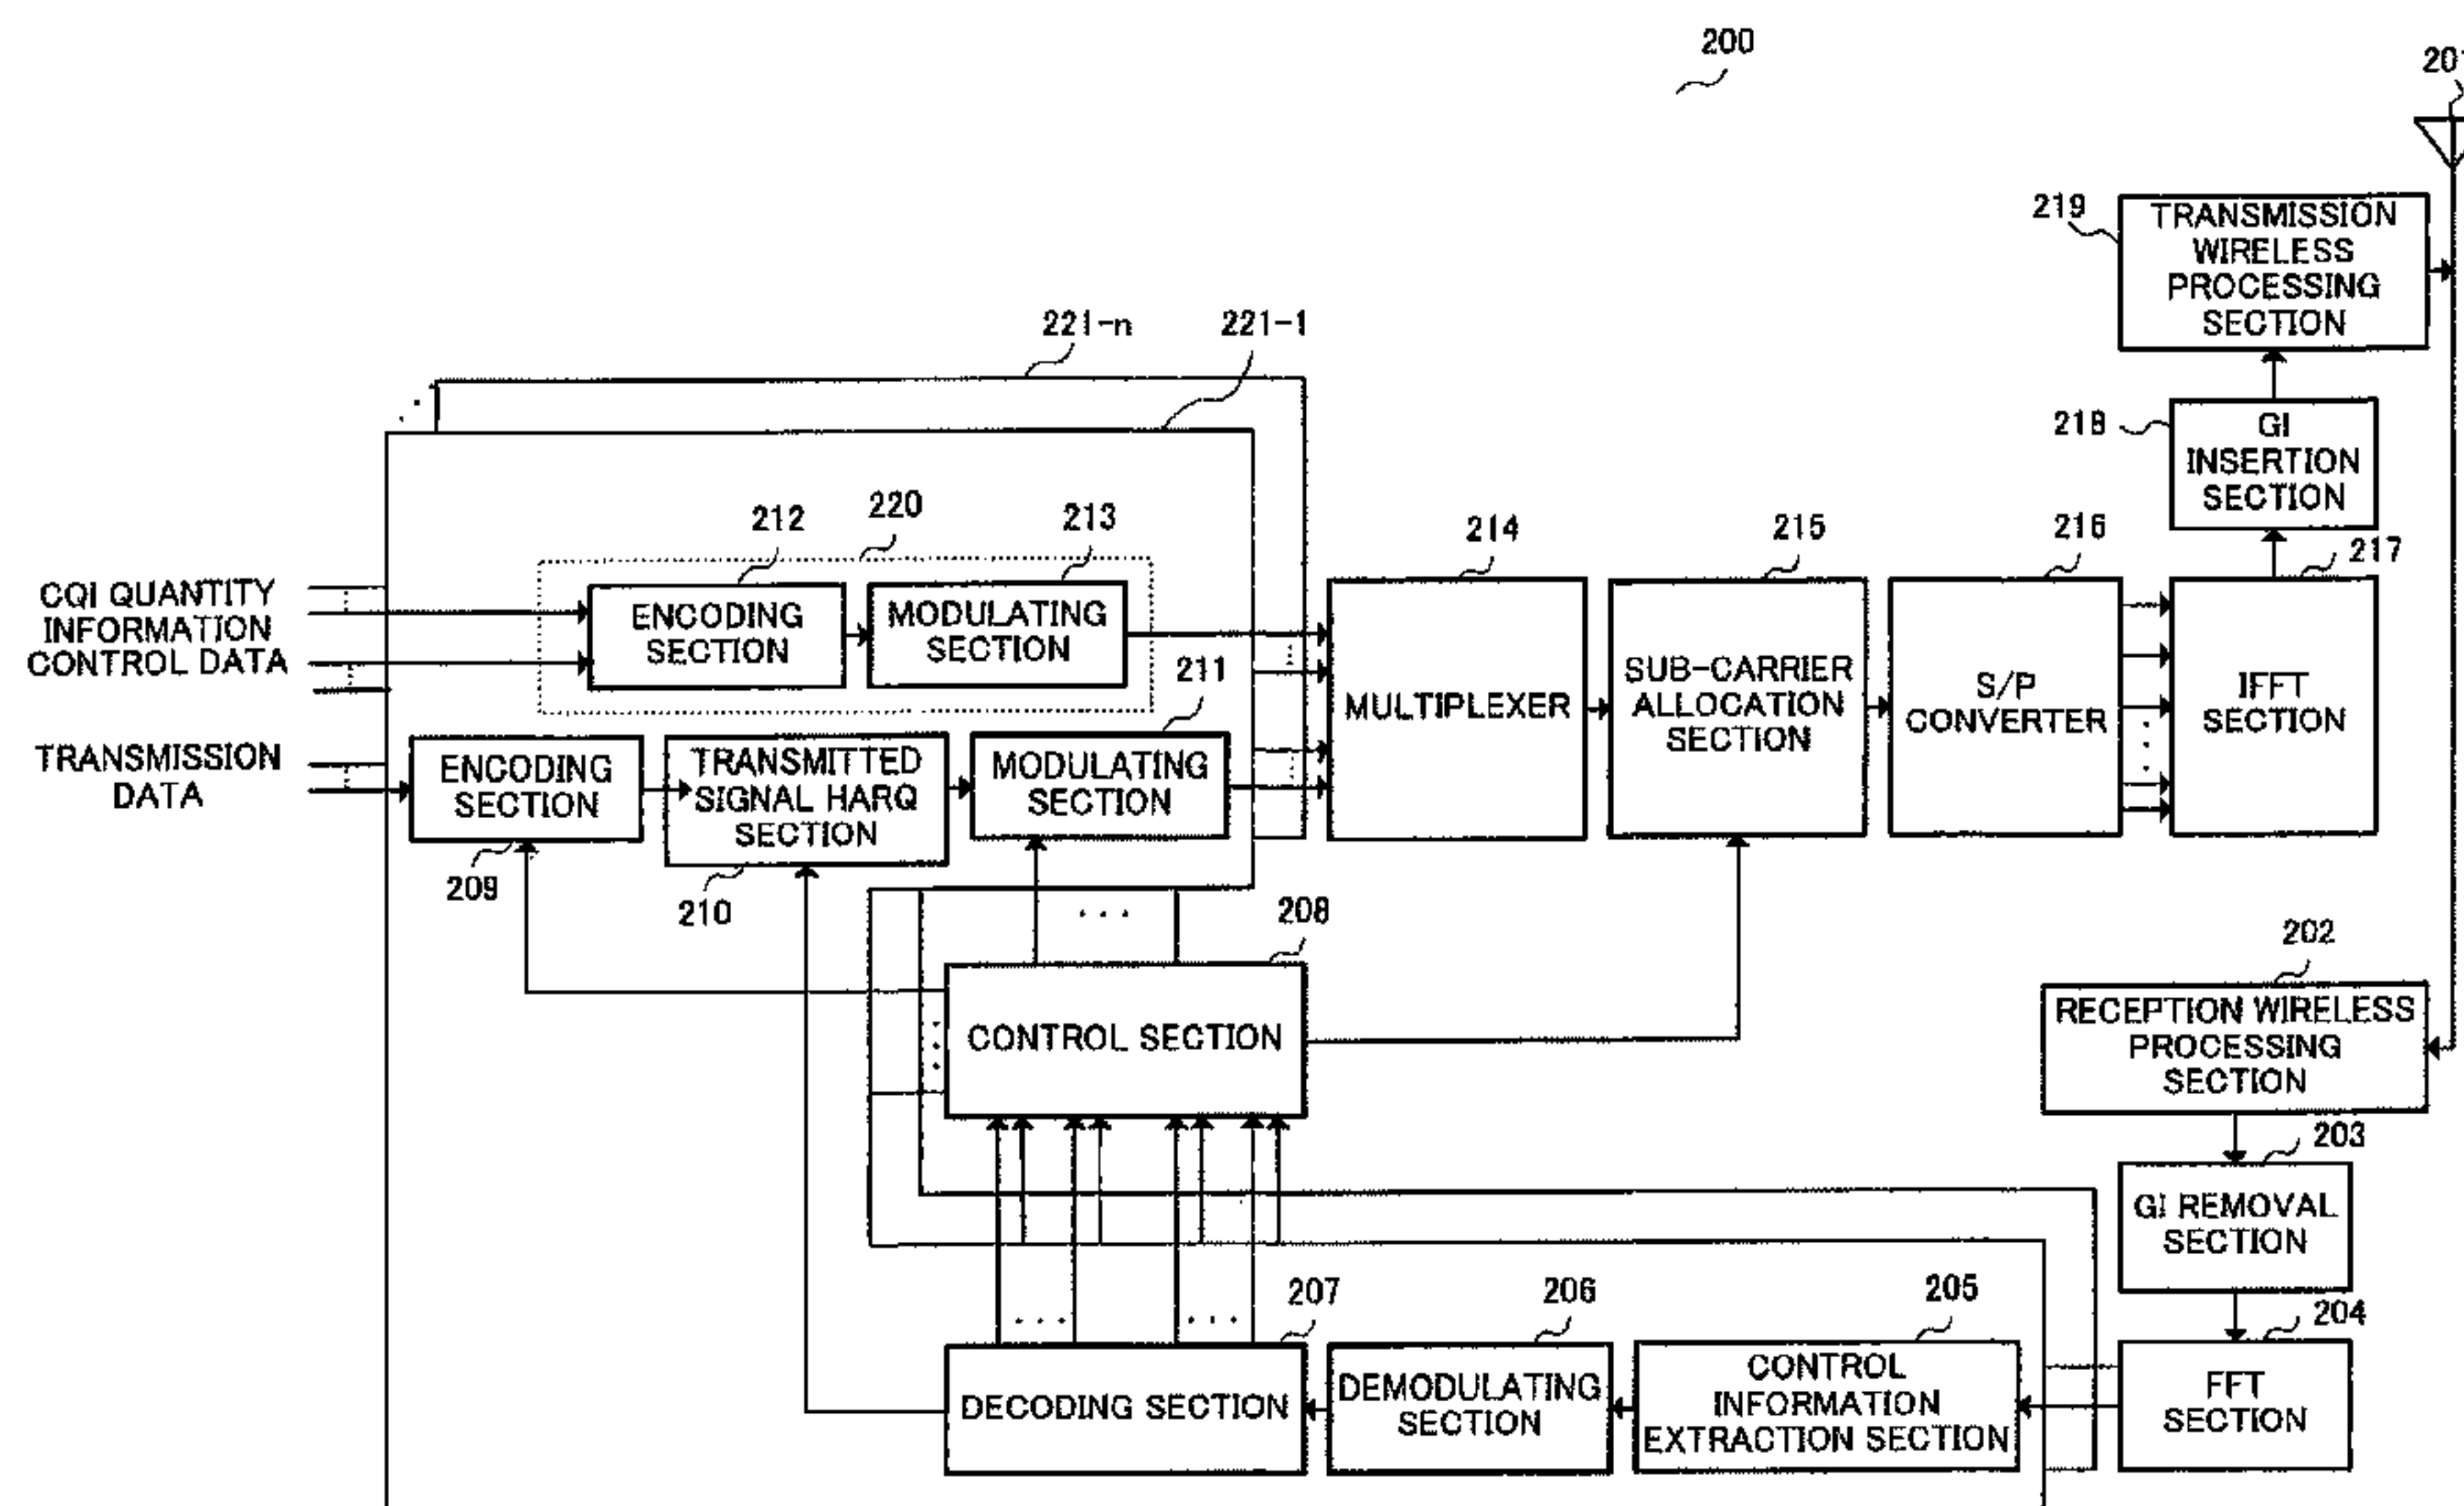 200
201
219
TRANSMISSION
WIRELESS
PROCESSING
SECTION
221-n
221-1
218
GI
INSERTION
SECTION
212
220
213
214
215
216
217
CQI QUANTITY
INFORMATION
CONTROL DATA
ENCODING
SECTION
MODULATING
SECTION
211
MULTIPLEXER
SUB-CARRIER
ALLOCATION
SECTION
S/P
CONVERTER
IFFT
SECTION
TRANSMISSION
DATA
ENCODING
SECTION
TRANSMITTED
SIGNAL HARQ
SECTION
MODULATING
SECTION
209
210
208
202
CONTROL SECTION
RECEPTION WIRELESS
PROCESSING
SECTION
203
GI REMOVAL
SECTION
207
206
205
204
DECODING SECTION
DEMODULATING
SECTION
CONTROL
INFORMATION
EXTRACTION SECTION
FFT
SECTION